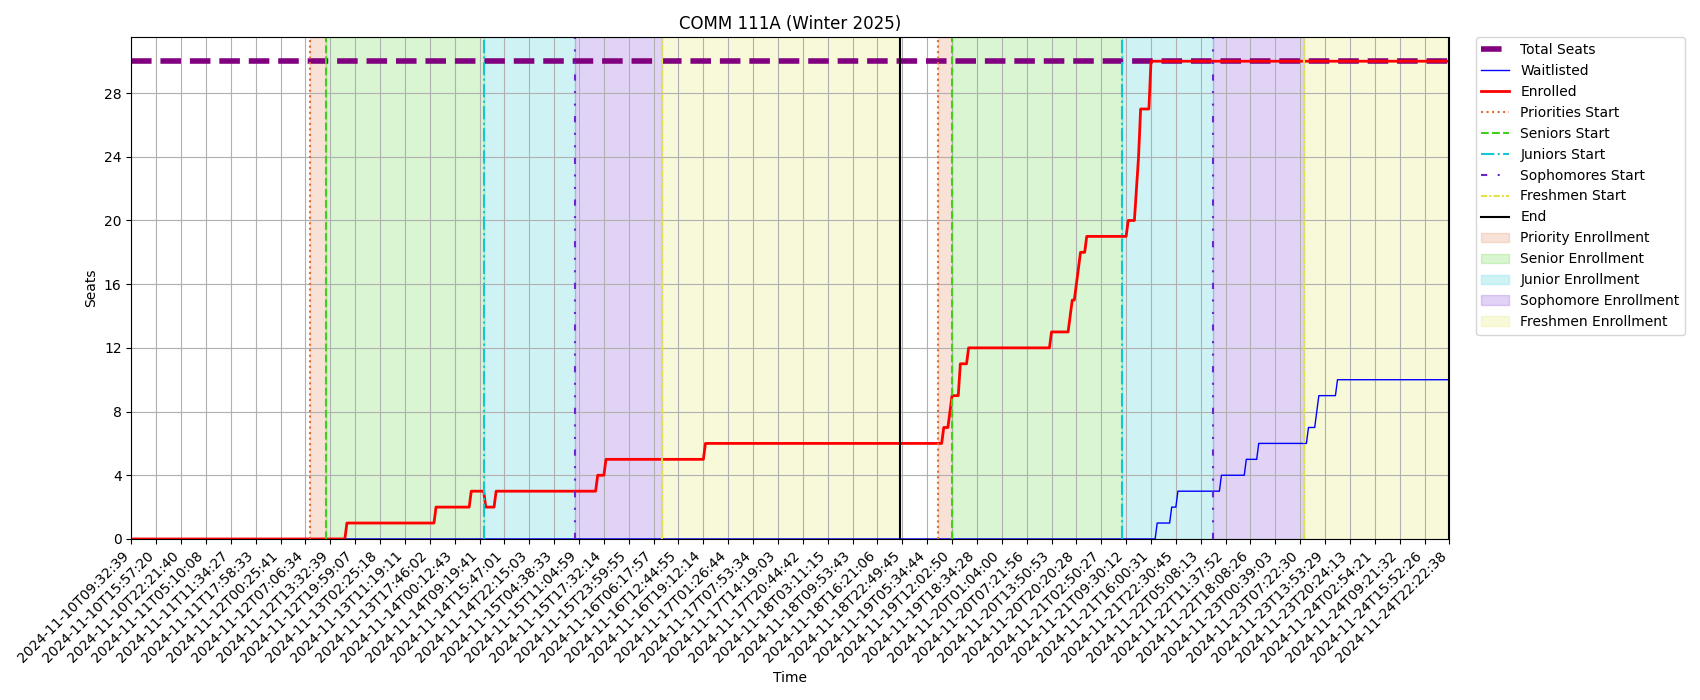 COMM 111A (Winter 2025)
Seats
28
24
20
16
12
8
4
0
2024-11-10T09:32:39
2024-11-10T15:57:20
2024-11-10T22:21:40
2024-11-11T05:10:08
2024-11-11T11:34:27
2024-11-11T17:58:33
2024-11-12T00:25:41
2024-11-12T07:06:34
2024-11-12T13:32:39
2024-11-12T19:59:07
2024-11-13T02:25:18
2024-11-13T11:19:11
2024-11-13T17:46:02
2024-11-14T00:12:43
2024-11-14T09:19:41
2024-11-14T15:47:01
2024-11-14T22:15:03
2024-11-15T04:38:33
2024-11-15T11:04:59
2024-11-15T17:32:14
2024-11-15T23:59:55
2024-11-16T06:17:57
2024-11-16T12:44:55
2024-11-16T19:12:14
2024-11-17T01:26:44
2024-11-17T07:53:34
2024-11-17T14:19:03
2024-11-17T20:44:42
2024-11-18T03:11:15
2024-11-18T09:53:43
2024-11-18T16:21:06
2024-11-18T22:49:45
2024-11-19T05:34:44
2024-11-19T12:02:50
2024-11-19T18:34:28
2024-11-20T01:04:00
2024-11-20T07:21:56
2024-11-20T13:50:53
2024-11-20T20:20:28
2024-11-21T02:50:27
2024-11-21T09:30:12
2024-11-21T16:00:31
2024-11-21T22:30:45
2024-11-22T05:08:13
2024-11-22T11:37:52
2024-11-22T18:08:26
2024-11-23T00:39:03
2024-11-23T07:22:30
2024-11-23T13:53:29
2024-11-23T20:24:13
2024-11-24T02:54:21
2024-11-24T09:21:32
2024-11-24T15:52:26
2024-11-24T22:22:38
Time
Total Seats
Waitlisted
Enrolled
Priorities Start
Seniors Start
Juniors Start
Sophomores Start
Freshmen Start
End
Priority Enrollment
Senior Enrollment
Junior Enrollment
Sophomore Enrollment
Freshmen Enrollment